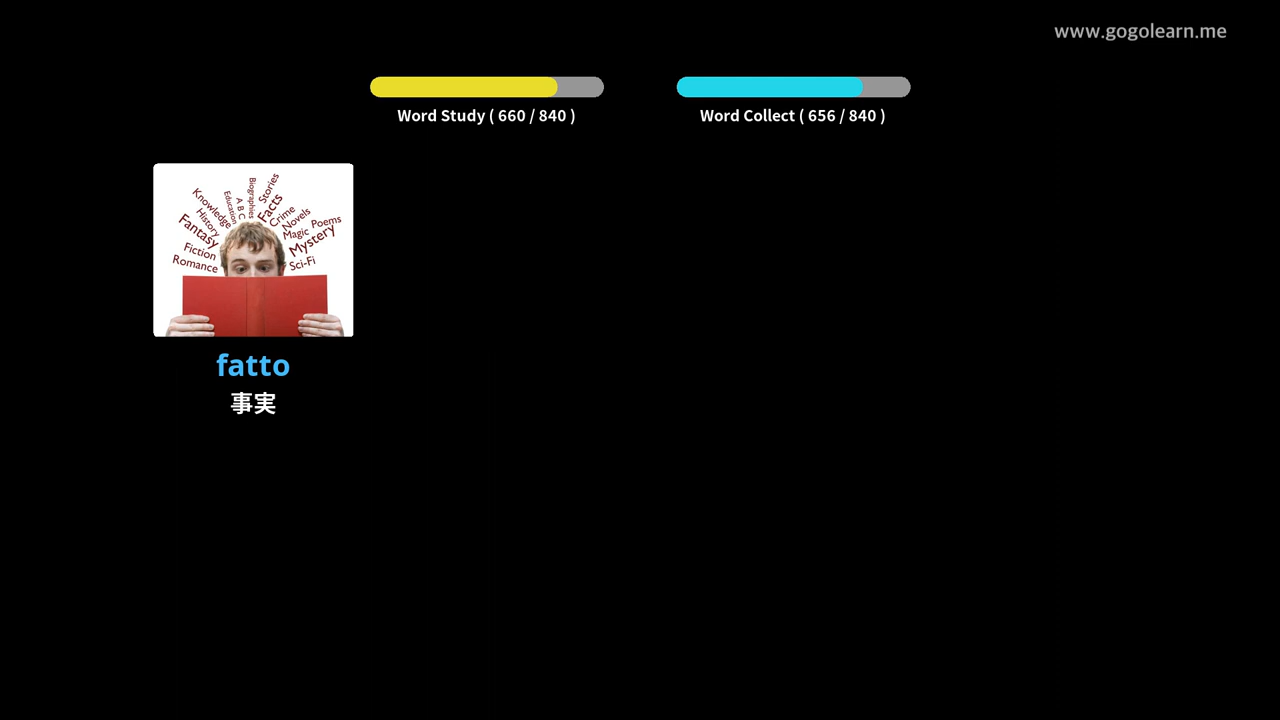 www.gogolearn.me
Word Study ( 660 / 840 )
Word Collect ( 656 / 840 )
Knowledge
History
Fantasy
Fiction
Romance
Education
A B C
Biographies
Stories
Facts
Crime
Novels
Magic
Poems
Mystery
Sci-Fi
fatto
事実